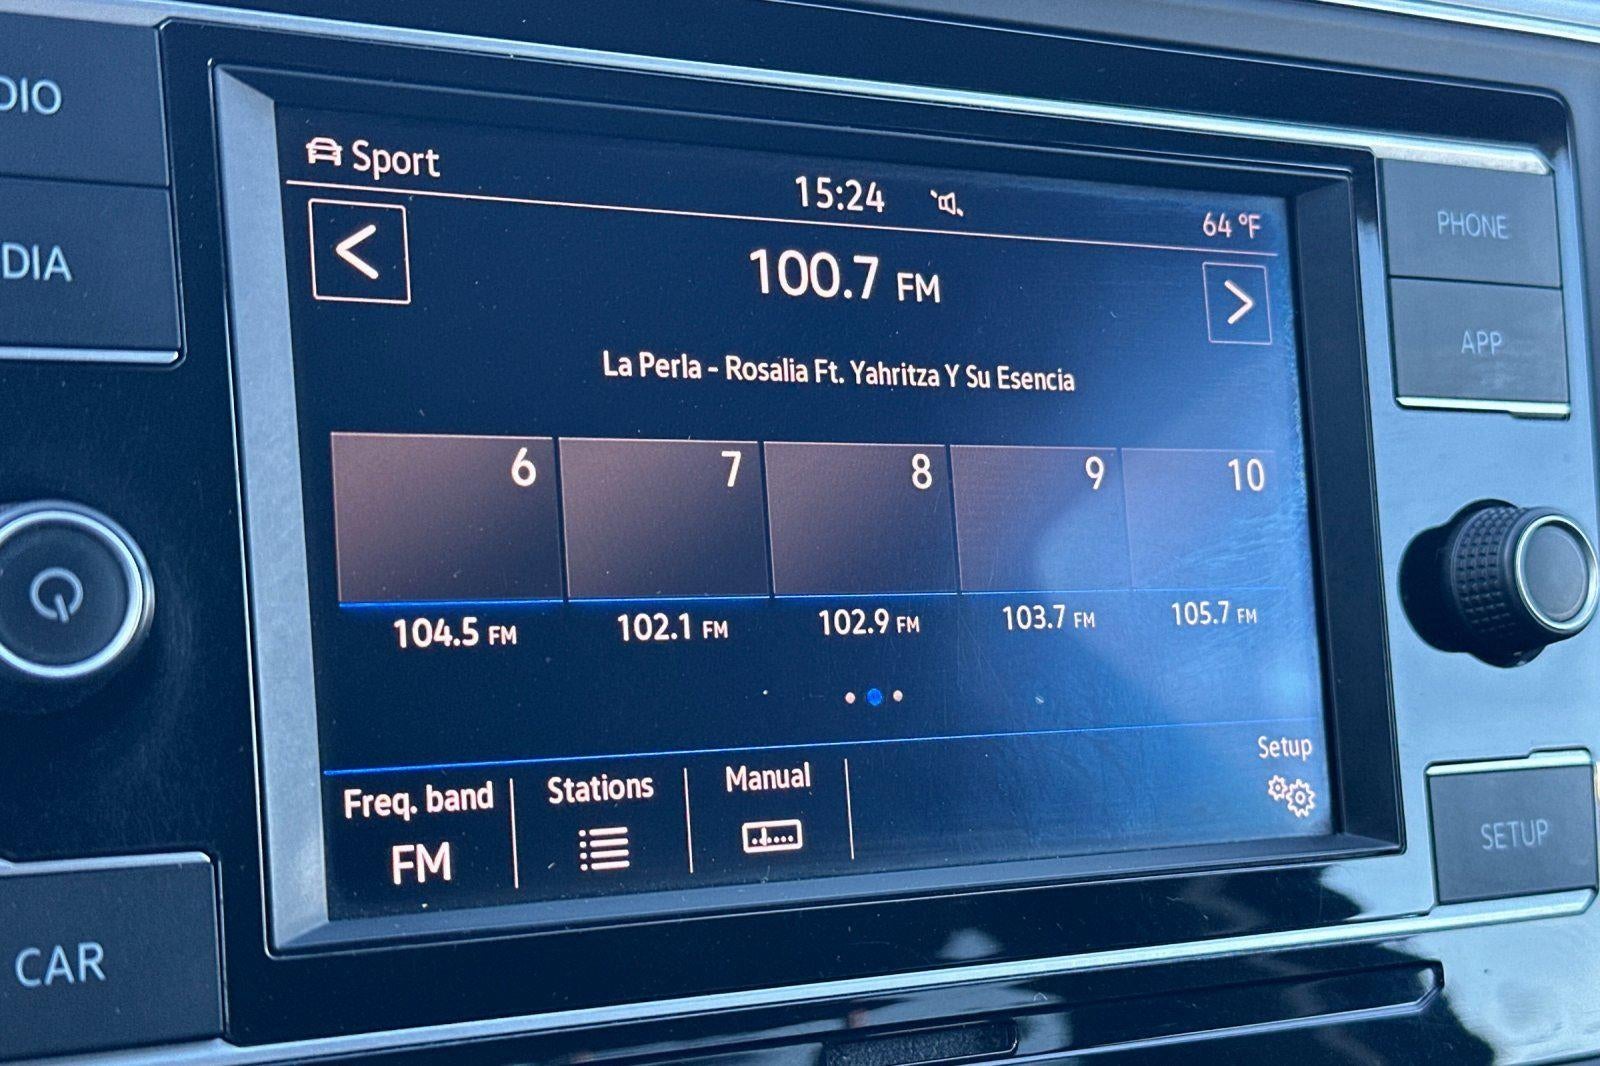 DIO
DIA
CAR
Sport
15:24
64 °F
100.7 FM
La Perla - Rosalia Ft. Yahritza Y Su Esencia
6 7 8 9 10
104.5 FM 102.1 FM 102.9 FM 103.7 FM 105.7 FM
Freq. band Stations Manual Setup
FM
PHONE
APP
SETUP